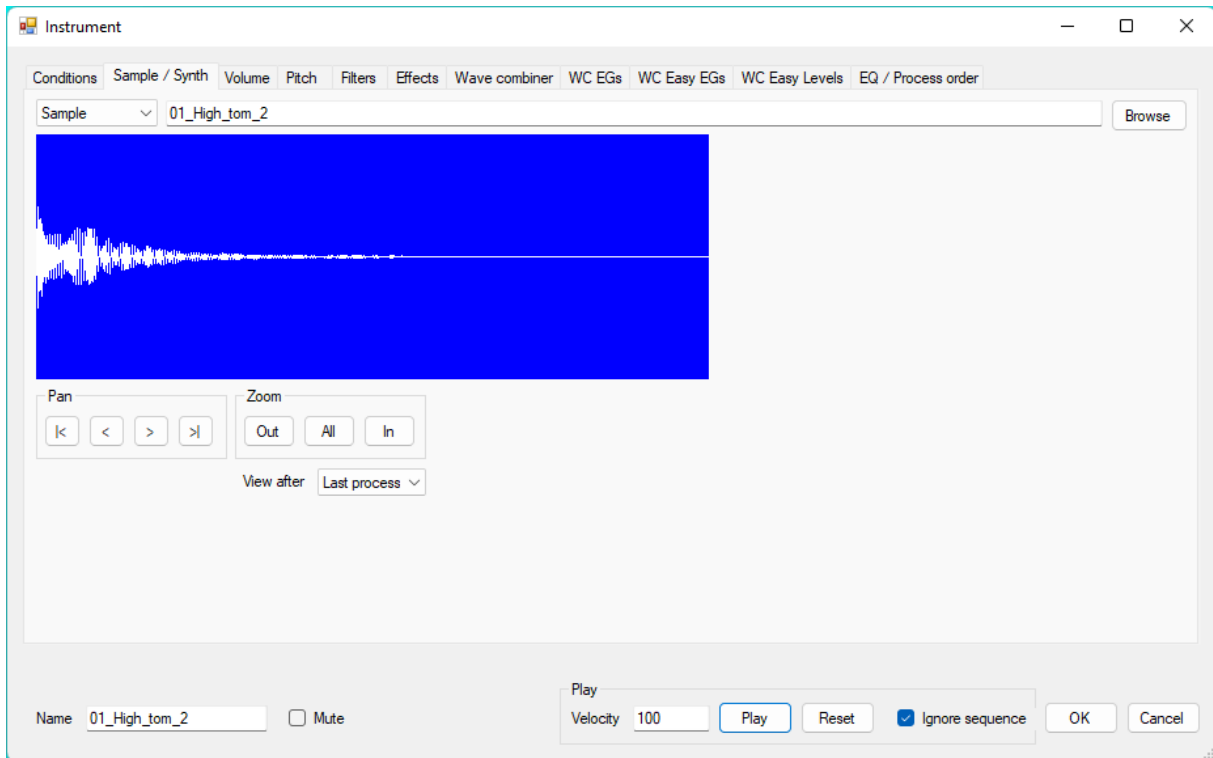 Instrument
Conditions Sample / Synth Volume Pitch Filters Effects Wave combiner WC EGs WC Easy EGs WC Easy Levels EQ / Process order
Sample 01_High_tom_2 Browse
Pan Zoom
|< < > >| Out All In
View after Last process
Play
Name 01_High_tom_2 Mute Velocity 100 Play Reset Ignore sequence OK Cancel